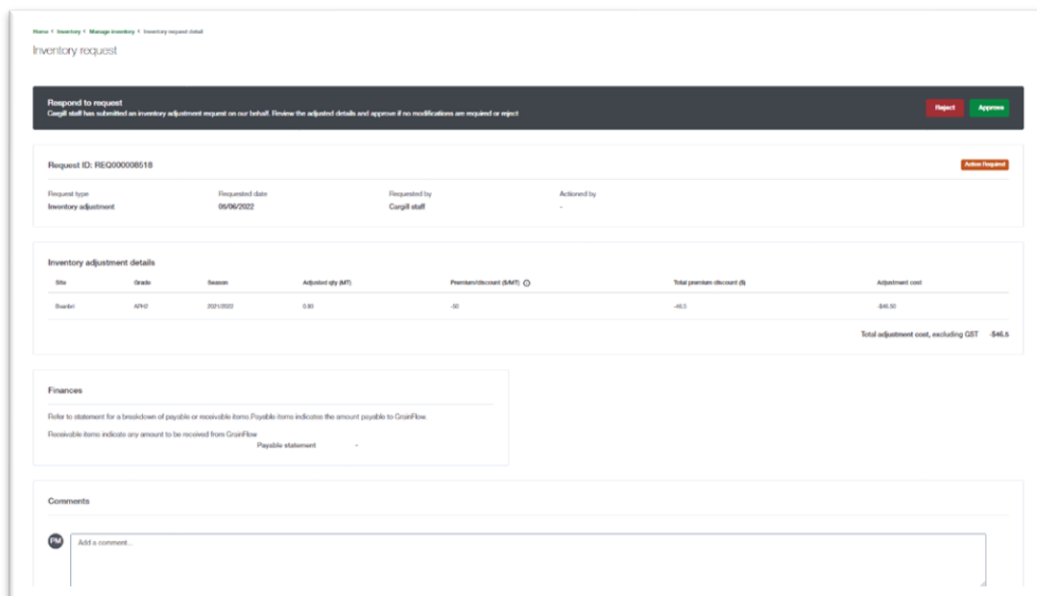 Home < Inventory < Manage inventory < Inventory request detail
Inventory request
Respond to request
Cargill staff has submitted an inventory adjustment request on our behalf. Review the adjusted details and approve if no modifications are required or reject
Reject Approve
Request ID: REQ000008518
Action Required
Request type Requested date Requested by Actioned by
Inventory adjustment 06/06/2022 Cargill staff -
Inventory adjustment details
Site Grade Season Adjusted qty (MT) Premium/discount ($/MT) Total premium discount ($) Adjustment cost
APH2 2021/2022 0.93 -50 -46.5 -$46.50
Total adjustment cost, excluding GST -$46.5
Finances
Refer to statement for a breakdown of payable or receivable items.Payable items indicates the amount payable to GrainFlow.
Receivable items indicate any amount to be received from GrainFlow
Payable statement -
Comments
PM
Add a comment...